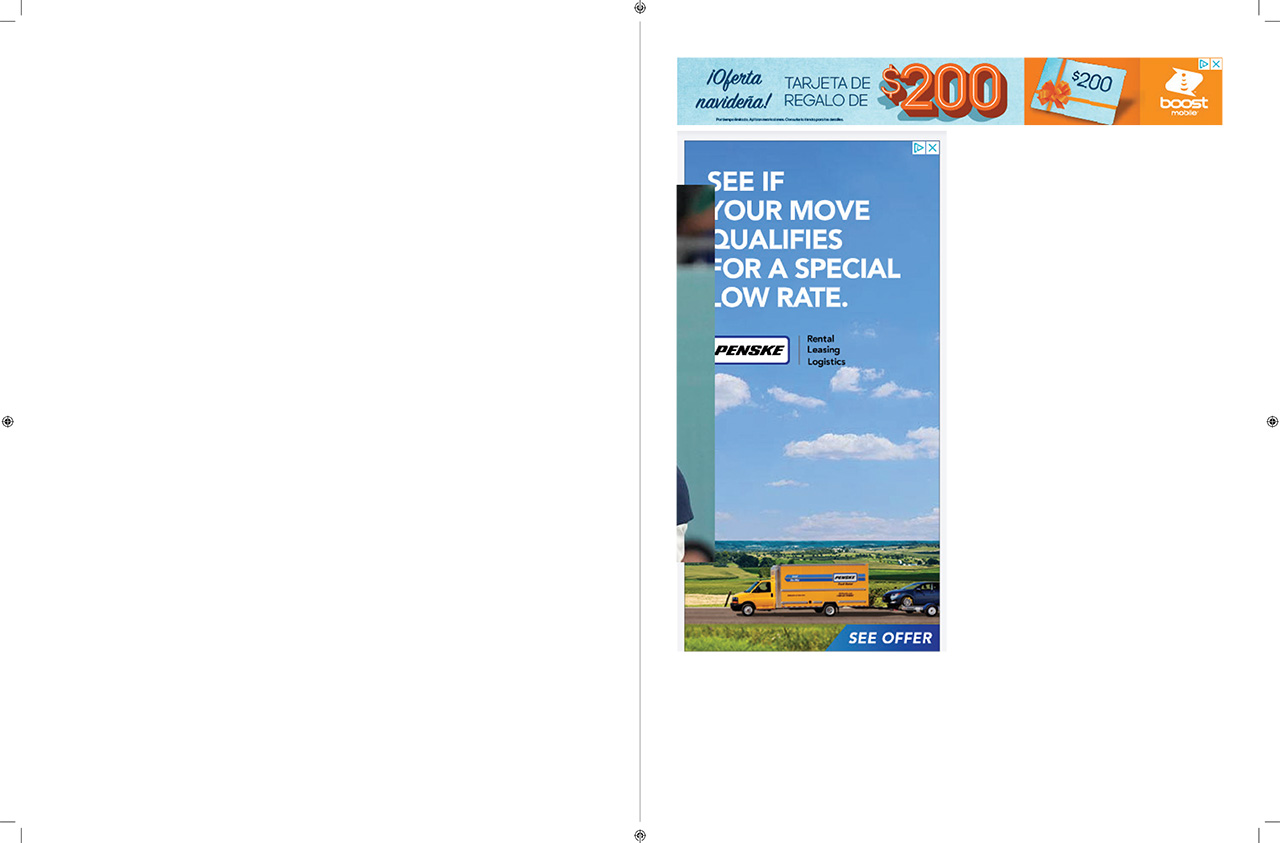 ¡Oferta
navideña!
TARJETA DE
REGALO DE
$200
$200
boost
mobile
SEE IF
YOUR MOVE
QUALIFIES
FOR A SPECIAL
LOW RATE.
PENSKE
Rental
Leasing
Logistics
PENSKE
SEE OFFER